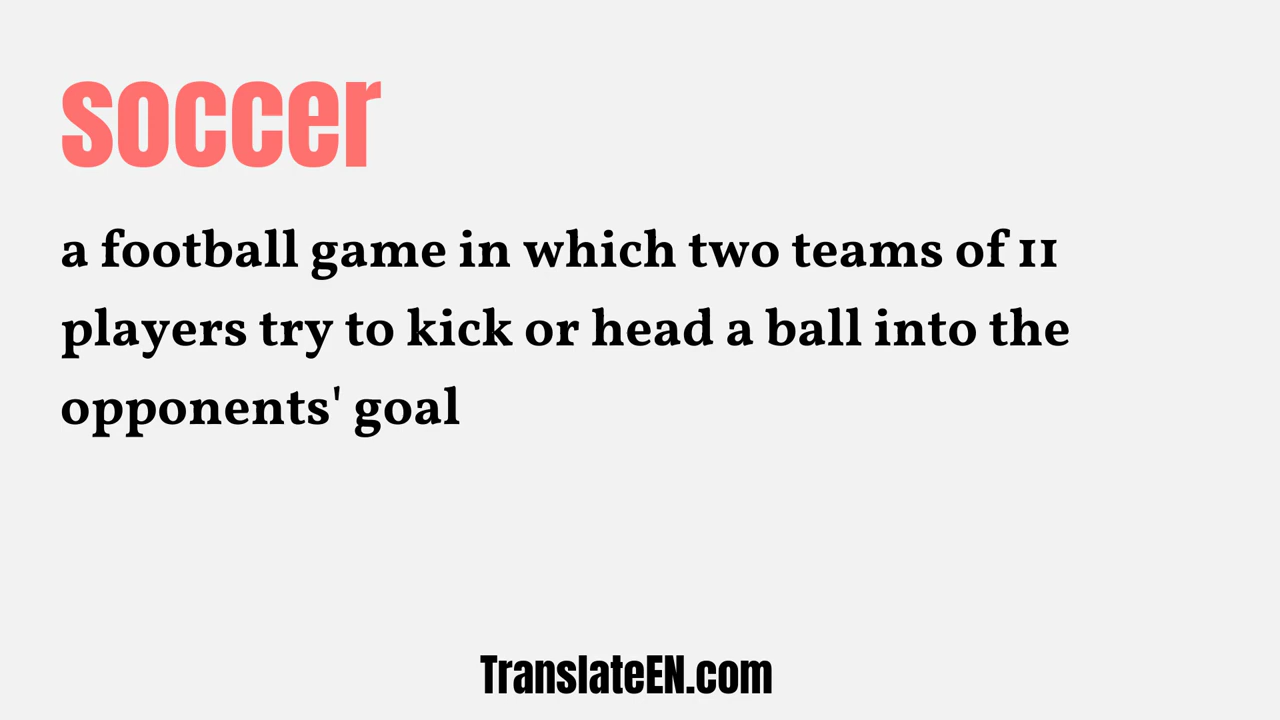 soccer
a football game in which two teams of 11
players try to kick or head a ball into the
opponents' goal
TranslateEN.com